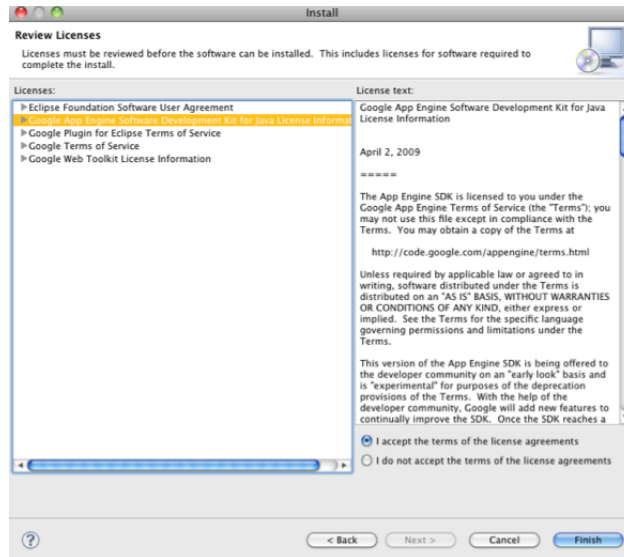 Install
Review Licenses
Licenses must be reviewed before the software can be installed. This includes licenses for software required to
complete the install.
Licenses:
Eclipse Foundation Software User Agreement
Google App Engine Software Development Kit for Java License Informat
Google Plugin for Eclipse Terms of Service
Google Terms of Service
Google Web Toolkit License Information
License text:
Google App Engine Software Development Kit for Java
License Information
April 2, 2009
=====
The App Engine SDK is licensed to you under the
Google App Engine Terms of Service (the "Terms"); you
may not use this file except in compliance with the
Terms. You may obtain a copy of the Terms at
http://code.google.com/appengine/terms.html
Unless required by applicable law or agreed to in
writing, software distributed under the Terms is
distributed on an "AS IS" BASIS, WITHOUT WARRANTIES
OR CONDITIONS OF ANY KIND, either express or
implied. See the Terms for the specific language
governing permissions and limitations under the
Terms.
This version of the App Engine SDK is being offered to
the developer community on an "early look" basis and
is "experimental" for purposes of the deprecation
provisions of the Terms. With the help of the
developer community, Google will add new features to
continually improve the SDK. Once the SDK reaches a
I accept the terms of the license agreements
I do not accept the terms of the license agreements
?
< Back
Next >
Cancel
Finish